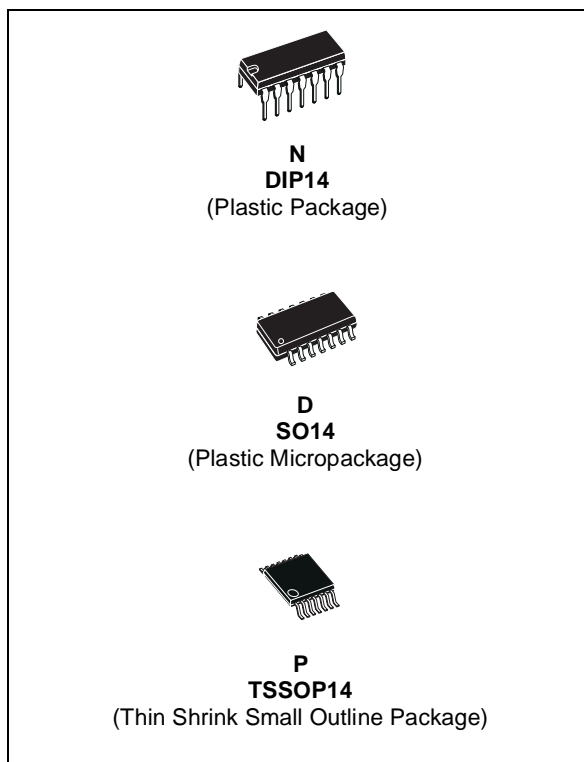 N
DIP14
(Plastic Package)
D
SO14
(Plastic Micropackage)
P
TSSOP14
(Thin Shrink Small Outline Package)